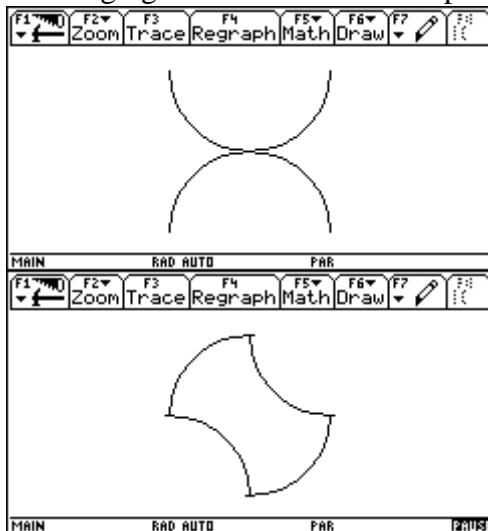 F1 F2 F3 F4 F5 F6 F7
Zoom Trace Regraph Math Draw
MAIN RAD AUTO PAR
F1 F2 F3 F4 F5 F6 F7
Zoom Trace Regraph Math Draw
MAIN RAD AUTO PAR PAUS